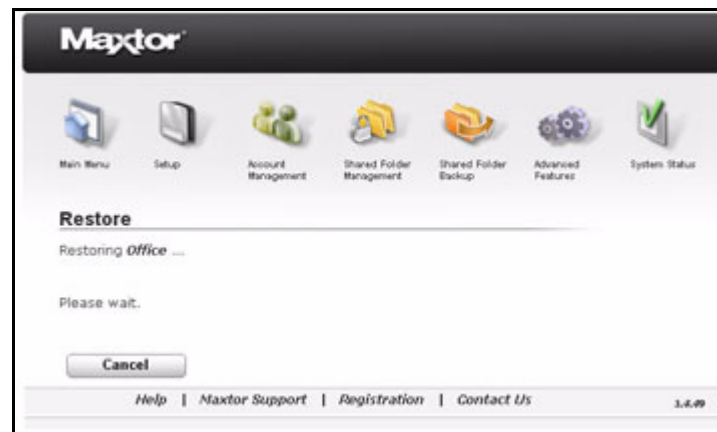 Maxtor
Main Menu
Setup
Account Management
Shared Folder Management
Shared Folder Backup
Advanced Features
System Status
Restore
Restoring Office ...
Please wait.
Cancel
Help | Maxtor Support | Registration | Contact Us